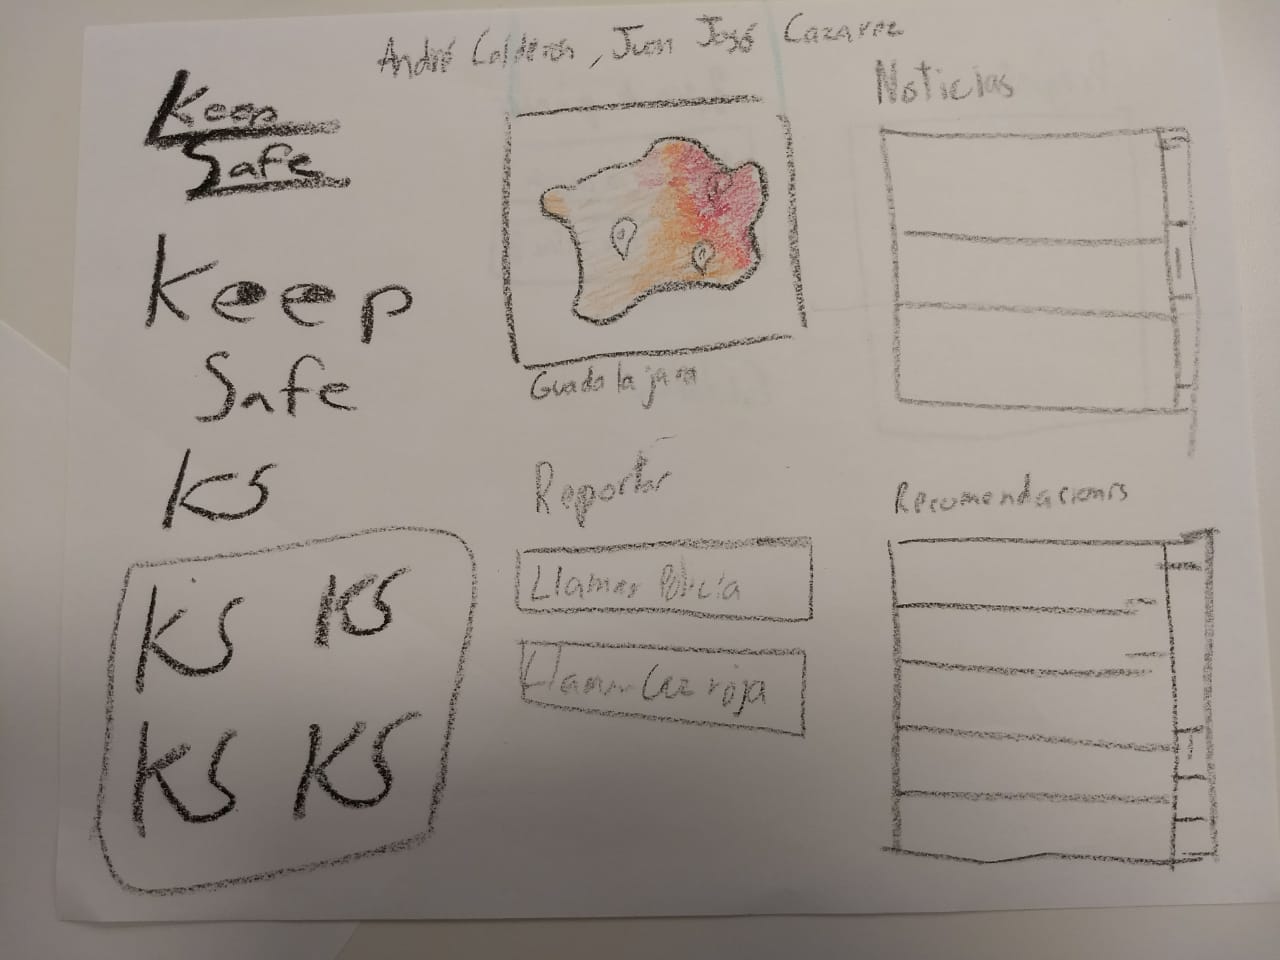 André Calderón, Juan José Cazarez
Keep
Safe
Keep
Safe
KS
KS KS
KS KS
Guadalajara
Reportar
Llamar Policía
Llamar Cruz roja
Noticias
Recomendaciones